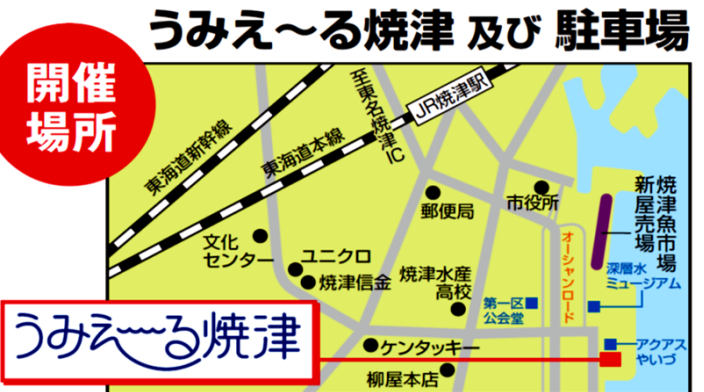 うみえ〜る焼津 及び 駐車場
開催
場所
東海道新幹線
東海道本線
至東名焼津IC
JR焼津駅
郵便局
市役所
焼津魚市場
新屋売場
文化
センター
ユニクロ
焼津信金
焼津水産
高校
オーシャンロード
深層水
ミュージアム
第一区
公会堂
うみえ〜る焼津
ケンタッキー
アクアス
やいづ
柳屋本店